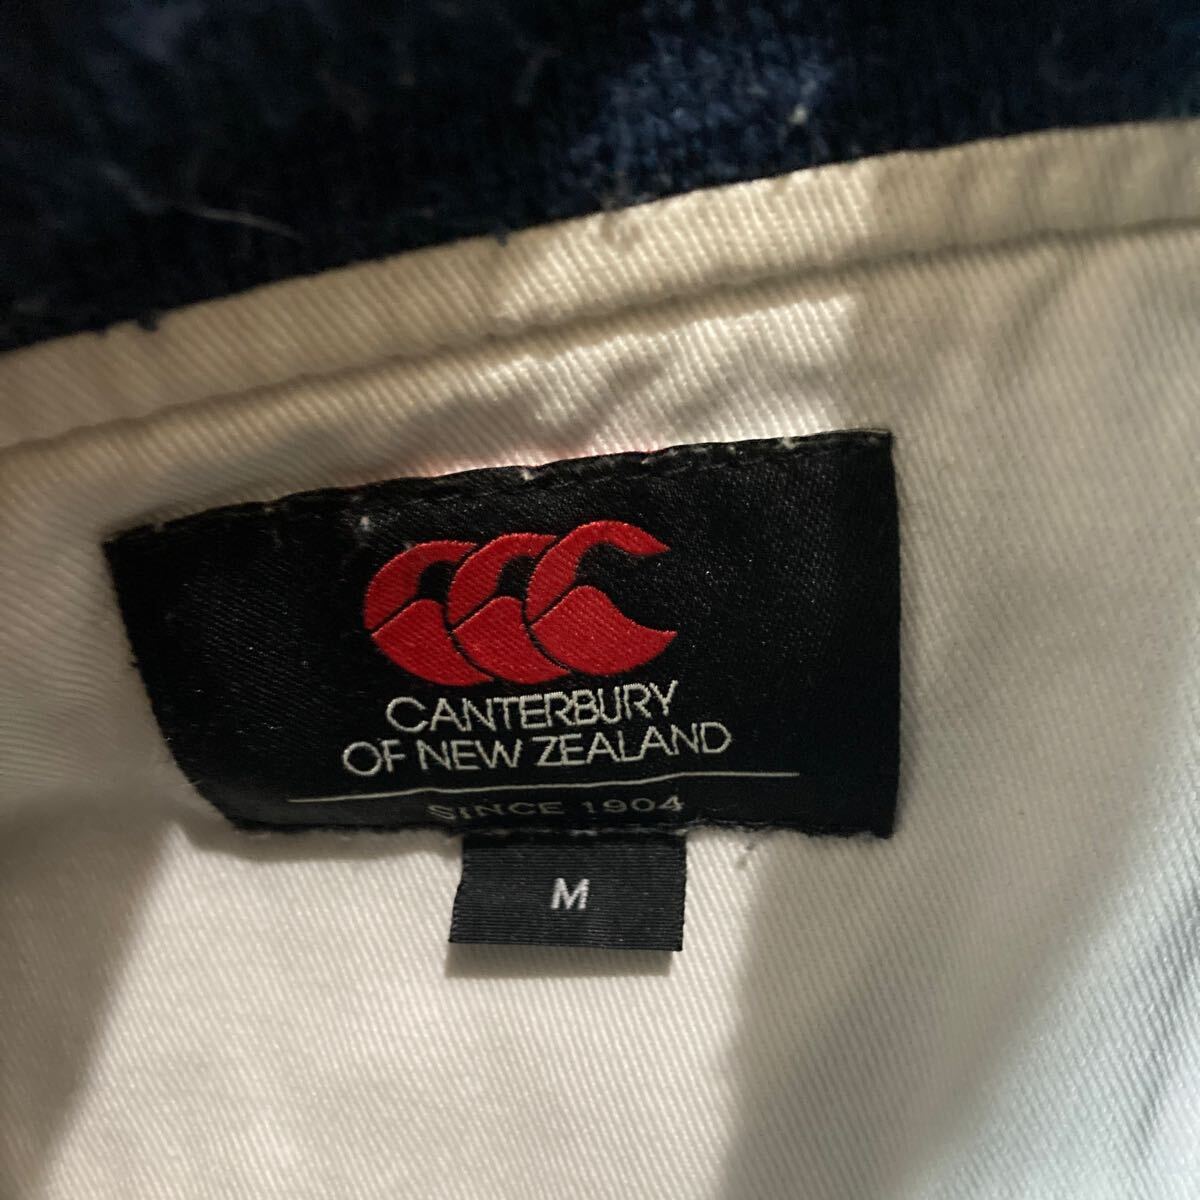 CANTERBURY
OF NEW ZEALAND
SINCE 1904
M